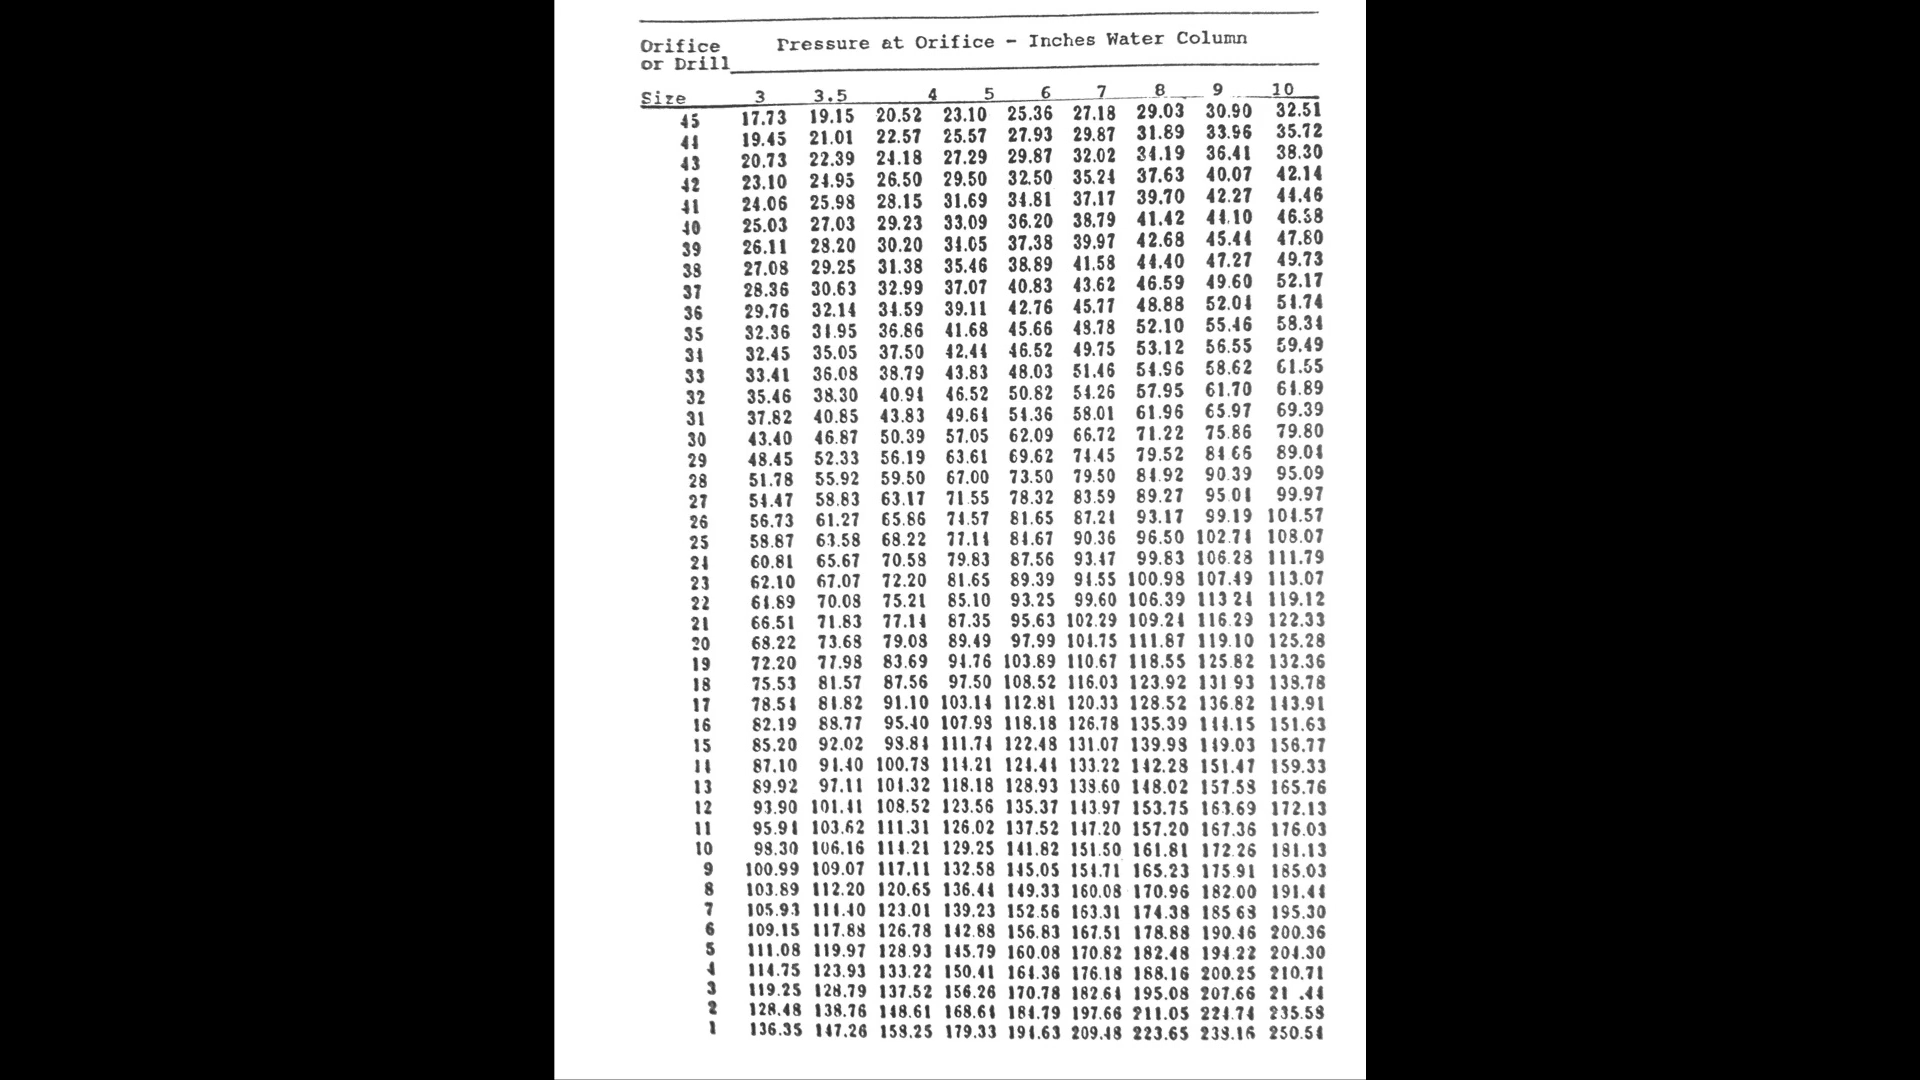 Orifice Pressure at Orifice - Inches Water Column
or Drill
Size 3 3.5 4 5 6 7 8 9 10
45 17.73 19.15 20.52 23.10 25.36 27.18 29.03 30.90 32.51
44 19.45 21.01 22.57 25.57 27.93 29.87 31.89 33.96 35.72
43 20.73 22.39 24.18 27.29 29.87 32.02 34.19 36.41 38.30
42 23.10 24.95 26.50 29.50 32.50 35.24 37.63 40.07 42.14
41 24.06 25.98 28.15 31.69 34.81 37.17 39.70 42.27 44.46
40 25.03 27.03 29.23 33.09 36.20 38.79 41.42 44.10
39 26.11 28.20 30.20 34.05 37.38 39.97 42.68 45.44 47.80
38 27.08 29.25 31.38 35.46 38.89 41.58 44.40 47.27 49.73
37 28.36 30.63 32.99 37.07 40.83 43.62 46.59 49.60 52.17
36 29.76 32.14 34.59 39.11 42.76 45.77 48.88 52.04 54.74
35 32.36 34.95 36.86 41.68 45.66 48.78 52.10 55.46 58.34
34 32.45 35.05 37.50 42.44 46.52 49.75 53.12 56.55 59.49
33 33.41 36.08 38.79 43.83 48.03 51.46 54.96 58.62 61.55
32 35.46 38.30 40.94 46.52 50.82 54.26 57.95 61.70 64.89
31 37.82 40.85 43.83 49.64 54.36 58.01 61.96 65.97 69.39
30 43.40 46.87 50.39 57.05 62.09 66.72 71.22 75.86 79.80
29 48.45 52.33 56.19 63.61 69.62 74.45 79.52 84.66 89.04
28 51.78 55.92 59.50 67.00 73.50 79.50 84.92 90.39 95.09
27 54.47 58.83 63.17 71.55 78.32 83.59 89.27 95.04 99.97
26 56.73 61.27 65.86 74.57 81.65 87.24 93.17 99.19 104.57
25 58.87 63.58 68.22 77.14 84.67 90.36 96.50 102.74 108.07
24 60.81 65.67 70.58 79.83 87.56 93.47 99.83 106.28 111.79
23 62.10 67.07 72.20 81.65 89.39 94.55 100.98 107.49 113.07
22 64.89 70.08 75.21 85.10 93.25 99.60 106.39 113.24 119.12
21 66.51 71.83 77.14 87.35 95.63 102.29 109.24 116.29 122.33
20 68.22 73.68 79.08 89.49 97.99 104.75 111.87 119.10 125.28
19 72.20 77.98 83.69 94.76 103.89 110.67 118.55 125.82 132.36
18 75.53 81.57 87.56 97.50 108.52 116.03 123.92 131.93 138.78
17 78.54 84.82 91.10 103.14 112.81 120.33 128.52 136.82 143.91
16 82.19 88.77 95.40 107.98 118.18 126.78 135.39 144.15 151.63
15 85.20 92.02 98.84 111.74 122.48 131.07 139.98 149.03 156.77
14 87.10 94.40 100.78 114.21 124.44 133.22 142.28 151.47 159.33
13 89.92 97.11 104.32 118.18 128.93 138.60 148.02 157.58 165.76
12 93.90 101.41 108.52 123.56 135.37 143.97 153.75 163.69 172.13
11 95.94 103.62 111.31 126.02 137.52 147.20 157.20 167.36 176.03
10 98.30 106.16 114.21 129.25 141.82 151.50 161.81 172.26 181.13
9 100.99 109.07 117.11 132.58 145.05 154.71 165.23 175.91 185.03
8 103.89 112.20 120.65 136.44 149.33 160.08 170.96 182.00 191.44
7 105.93 114.40 123.01 139.23 152.56 163.31 174.38 185.68 195.30
6 109.15 117.88 126.78 142.88 156.83 167.51 178.88 190.46 200.36
5 111.08 119.97 128.93 145.79 160.08 170.82 182.48 194.22 204.30
4 114.75 123.93 133.22 150.41 164.36 176.18 188.16 200.25 210.71
3 119.25 128.79 137.52 156.26 170.78 182.64 195.08 207.66
2 128.48 138.76 148.61 168.64 184.79 197.66 211.05 224.74 235.58
1 136.35 147.26 158.25 179.33 194.63 209.48 223.65 238.16 250.54